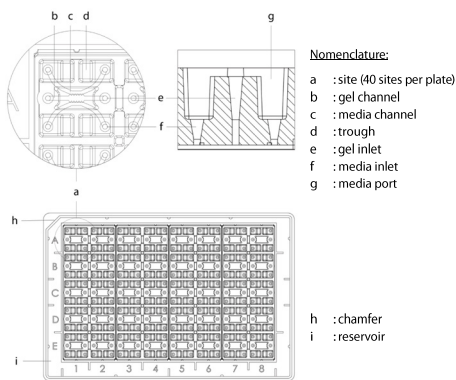 b c d
g
e
f
a
Nomenclature:
a : site (40 sites per plate)
b : gel channel
c : media channel
d : trough
e : gel inlet
f : media inlet
g : media port
h
A
B
C
D
E
i
1 2 3 4 5 6 7 8
h : chamfer
i : reservoir